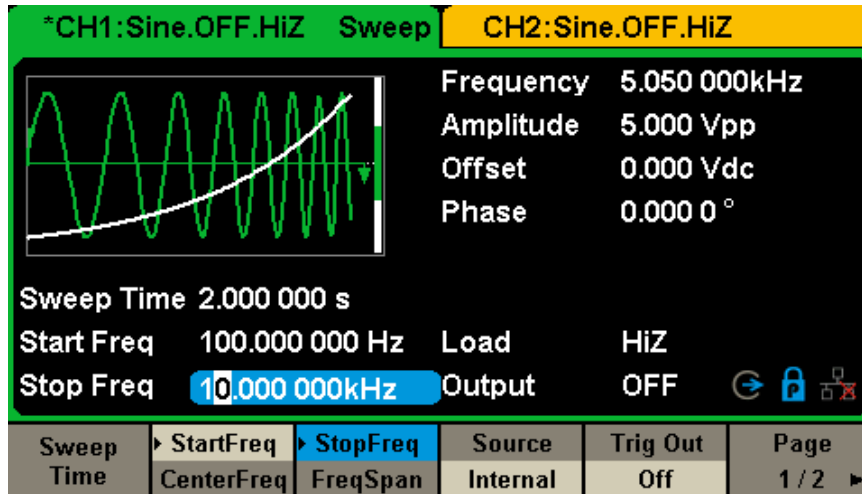 *CH1:Sine.OFF.HiZ Sweep CH2:Sine.OFF.HiZ
Frequency 5.050 000kHz
Amplitude 5.000 Vpp
Offset 0.000 Vdc
Phase 0.000 0 °
Sweep Time 2.000 000 s
Start Freq 100.000 000 Hz Load HiZ
Stop Freq 10.000 000kHz Output OFF P
Sweep Time
StartFreq
CenterFreq
StopFreq
FreqSpan
Source
Internal
Trig Out
Off
Page
1/2